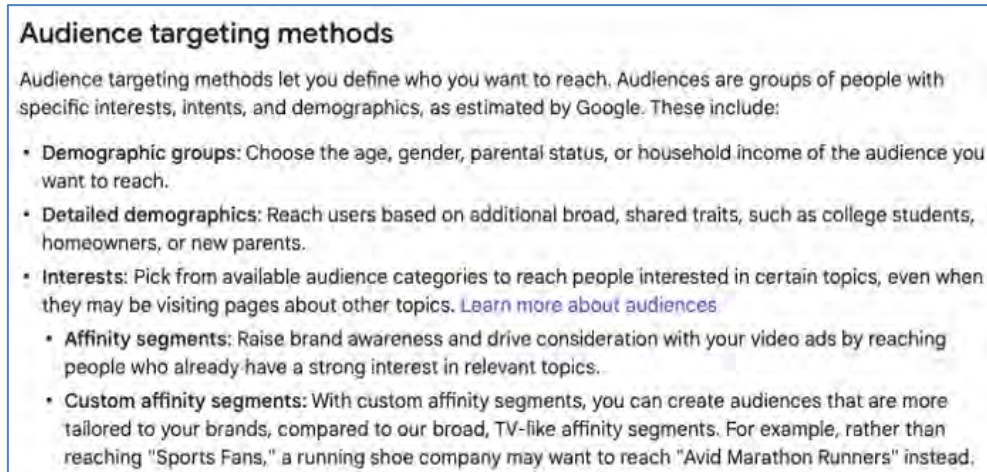 Audience targeting methods
Audience targeting methods let you define who you want to reach. Audiences are groups of people with
specific interests, intents, and demographics, as estimated by Google. These include:
• Demographic groups: Choose the age, gender, parental status, or household income of the audience you
want to reach.
• Detailed demographics: Reach users based on additional broad, shared traits, such as college students,
homeowners, or new parents.
• Interests: Pick from available audience categories to reach people interested in certain topics, even when
they may be visiting pages about other topics. Learn more about audiences
• Affinity segments: Raise brand awareness and drive consideration with your video ads by reaching
people who already have a strong interest in relevant topics.
• Custom affinity segments: With custom affinity segments, you can create audiences that are more
tailored to your brands, compared to our broad, TV-like affinity segments. For example, rather than
reaching "Sports Fans," a running shoe company may want to reach "Avid Marathon Runners" instead.